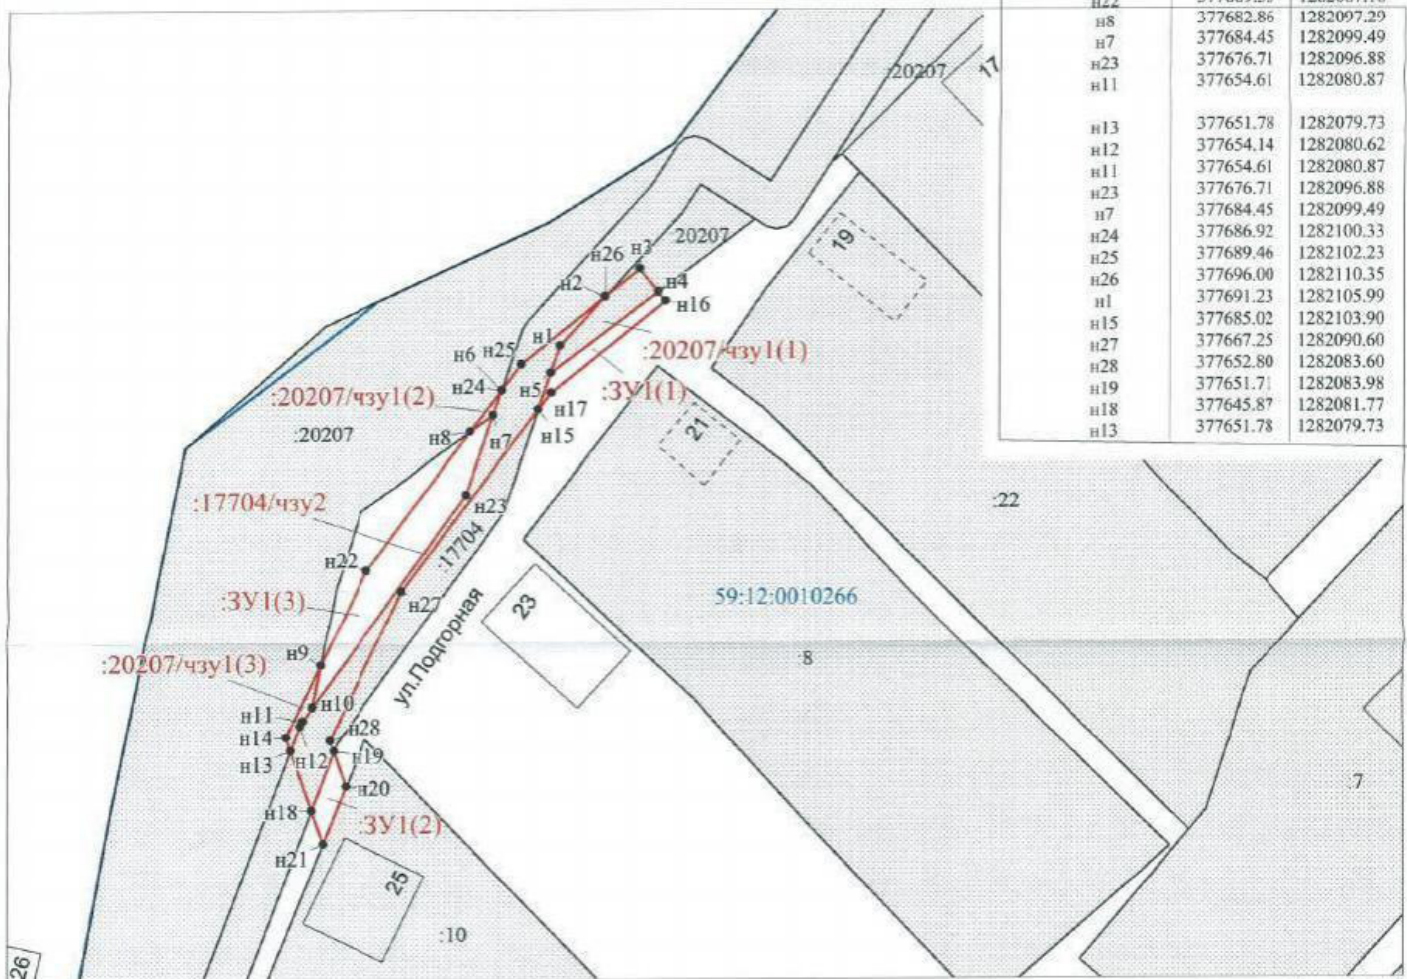 н8 377682.86 1282097.29
н7 377684.45 1282099.49
н23 377676.71 1282096.88
н11 377654.61 1282080.87
н13 377651.78 1282079.73
н12 377654.14 1282080.62
н11 377654.61 1282080.87
н23 377676.71 1282096.88
н7 377684.45 1282099.49
н24 377686.92 1282100.33
н25 377689.46 1282102.23
н26 377696.00 1282110.35
н1 377691.23 1282105.99
н15 377685.02 1282103.90
н27 377667.25 1282090.60
н28 377652.80 1282083.60
н19 377651.71 1282083.98
н18 377645.87 1282081.77
н13 377651.78 1282079.73
:20207
17
:20207
19
н3
н26
н2
н4
н16
н1
:20207/чзу1(1)
н6
н25
н24
н5
:ЗУ1(1)
:20207/чзу1(2)
н17
:20207
н8
н7
н15
21
:17704/чзу2
н23
:22
:17704
н22
н27
:ЗУ1(3)
23
59:12:0010266
ул.Подгорная
н9
:20207/чзу1(3)
:8
н10
н11
н14
н28
н13
н12
н19
н20
:7
н18
:ЗУ1(2)
н21
25
:10
26